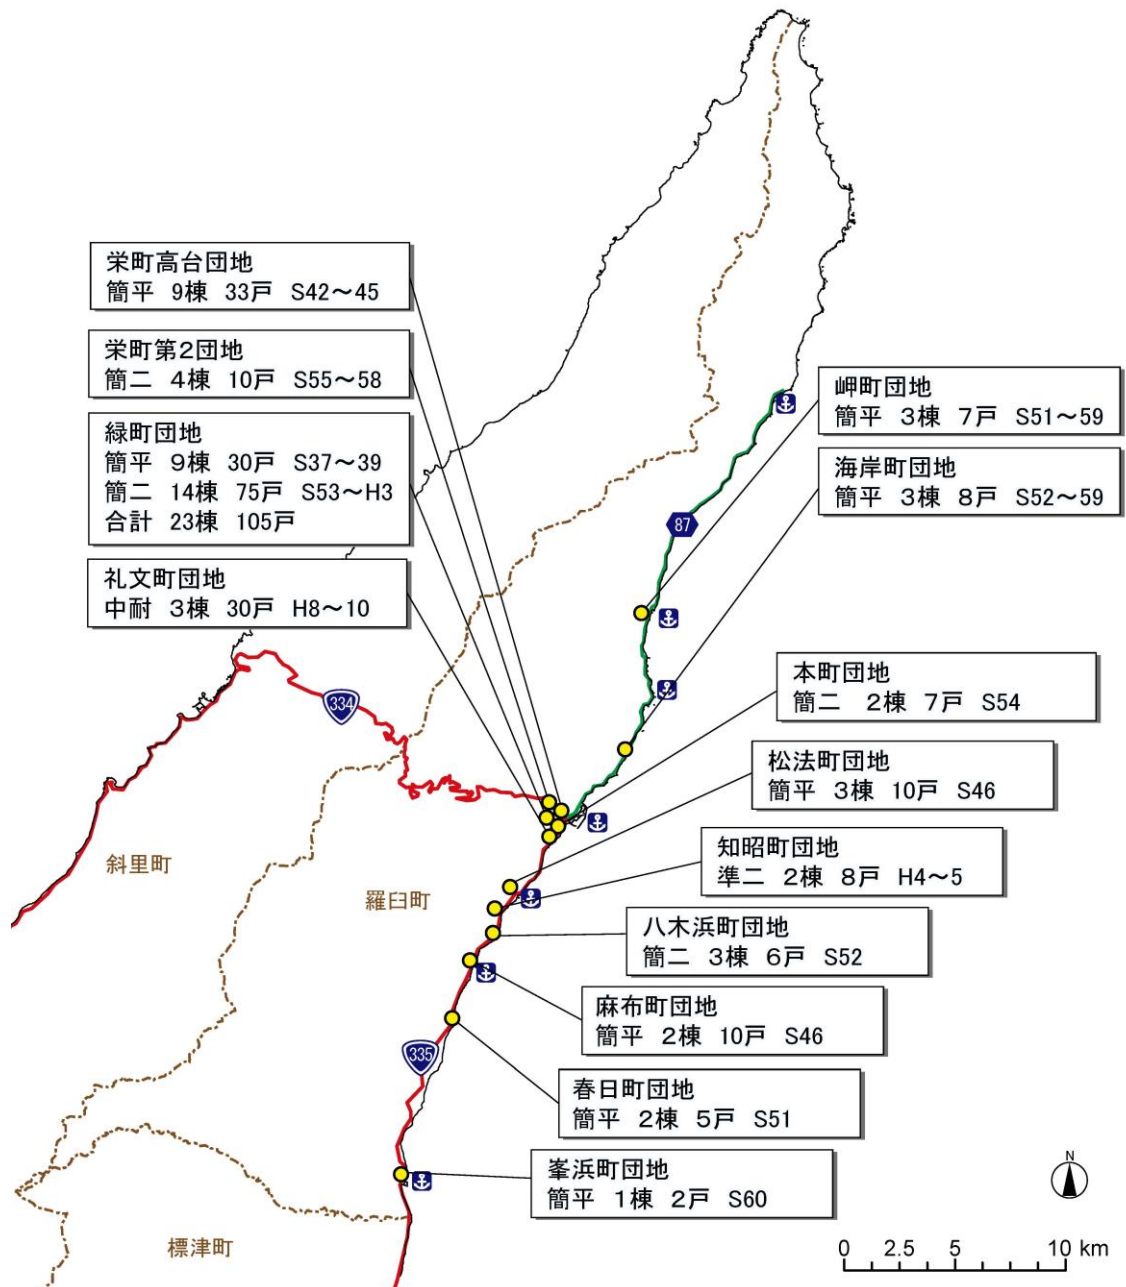 栄町高台団地
簡平 9棟 33戸 S42～45
栄町第2団地
簡二 4棟 10戸 S55～58
緑町団地
簡平 9棟 30戸 S37～39
簡二 14棟 75戸 S53～H3
合計 23棟 105戸
礼文町団地
中耐 3棟 30戸 H8～10
岬町団地
簡平 3棟 7戸 S51～59
海岸町団地
簡平 3棟 8戸 S52～59
87
334
本町団地
簡二 2棟 7戸 S54
松法町団地
簡平 3棟 10戸 S46
知昭町団地
準二 2棟 8戸 H4～5
八木浜町団地
簡二 3棟 6戸 S52
麻布町団地
簡平 2棟 10戸 S46
春日町団地
簡平 2棟 5戸 S51
峯浜町団地
簡平 1棟 2戸 S60
斜里町
羅臼町
335
標津町
N
0 2.5 5 10 km